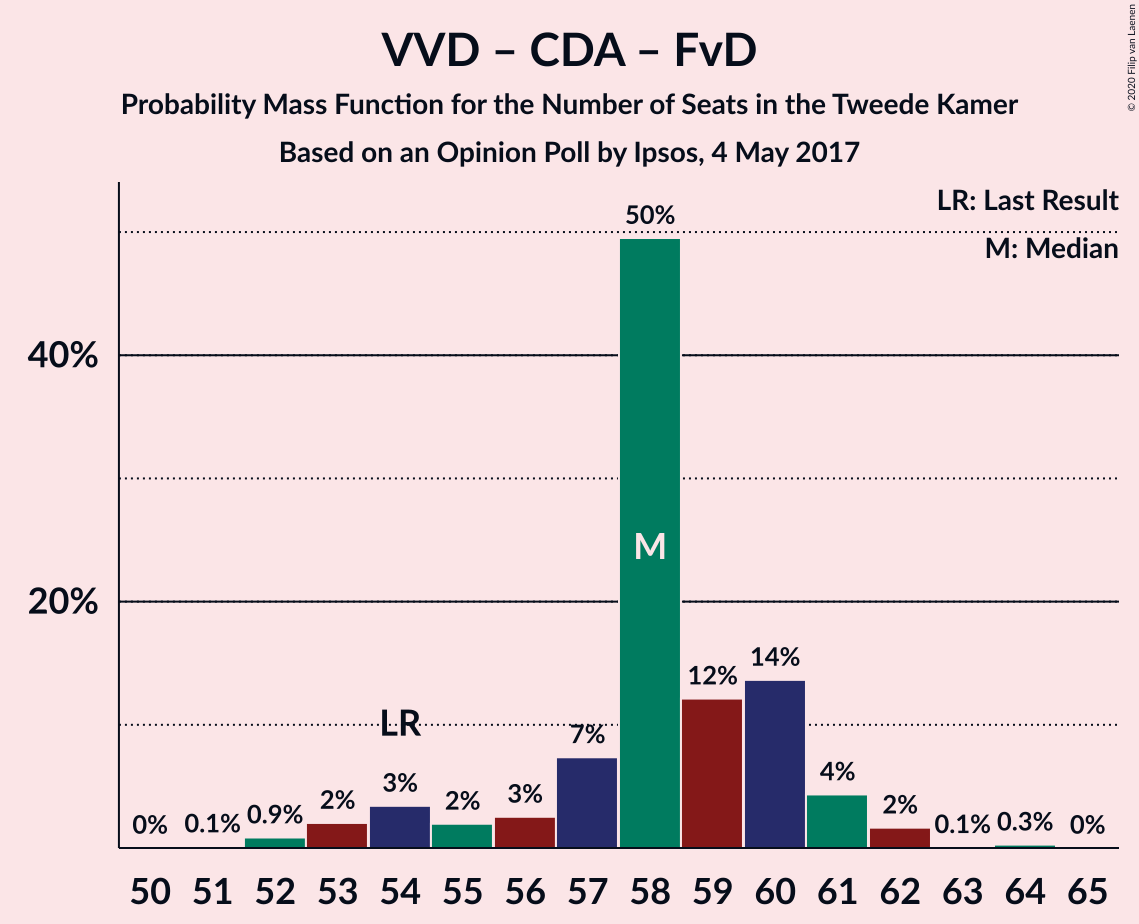 VVD – CDA – FvD
Probability Mass Function for the Number of Seats in the Tweede Kamer
Based on an Opinion Poll by Ipsos, 4 May 2017
© 2020 Filip van Laenen
LR: Last Result
M: Median
40%
20%
0%
0.1%
0.9%
2%
3%
LR
2%
3%
7%
50%
M
12%
14%
4%
2%
0.1%
0.3%
0%
50 51 52 53 54 55 56 57 58 59 60 61 62 63 64 65